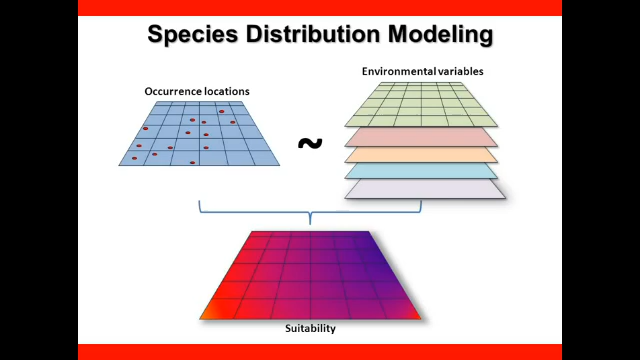 Species Distribution Modeling
Environmental variables
Occurrence locations
~
Suitability